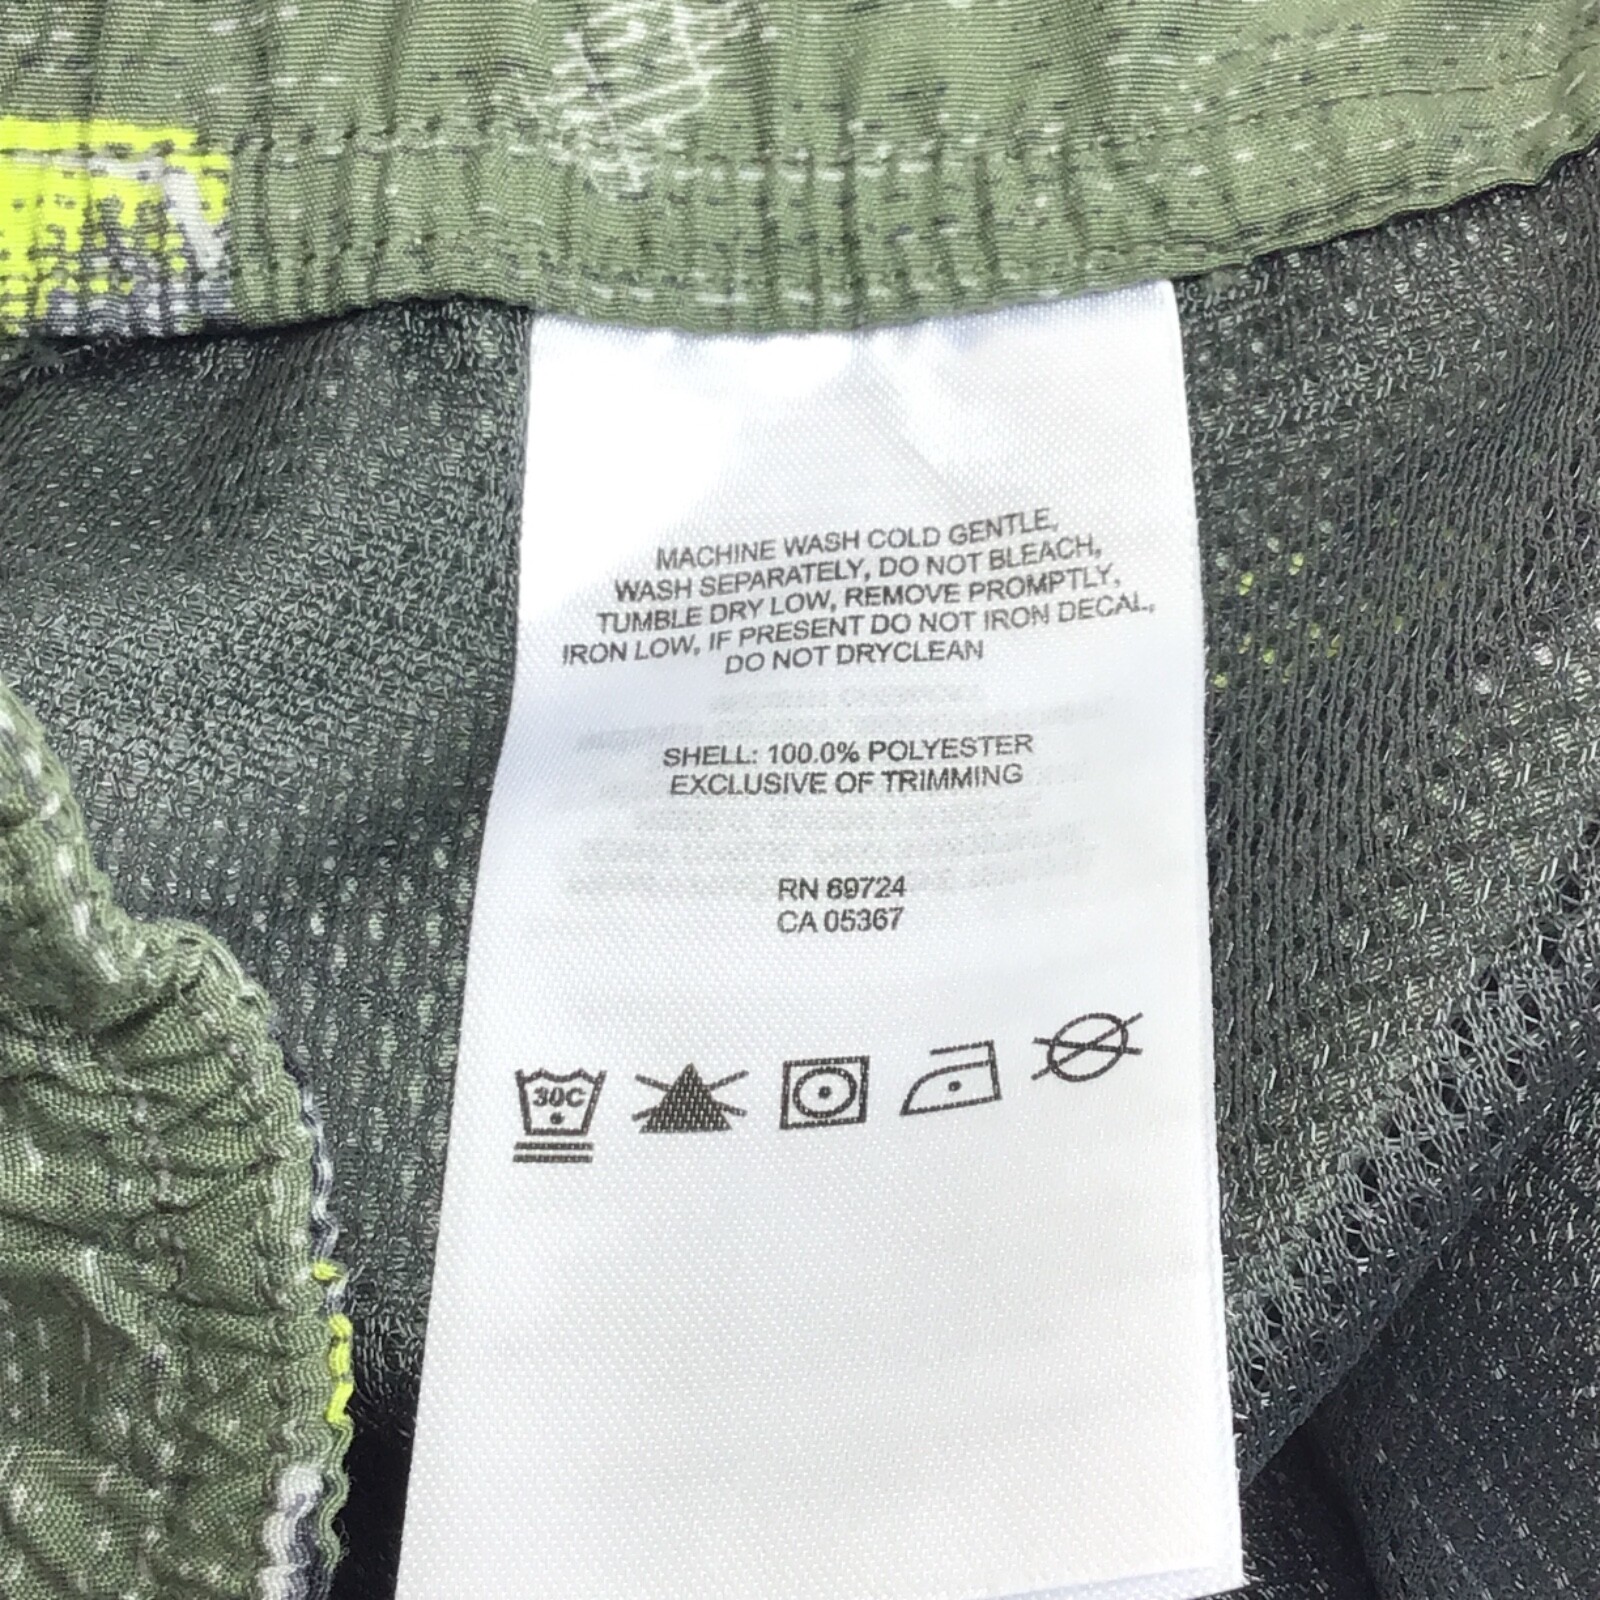 MACHINE WASH COLD GENTLE,
WASH SEPARATELY, DO NOT BLEACH,
TUMBLE DRY LOW, REMOVE PROMPTLY,
IRON LOW, IF PRESENT DO NOT IRON DECAL,
DO NOT DRYCLEAN
SHELL: 100.0% POLYESTER
EXCLUSIVE OF TRIMMING
RN 69724
CA 05367
30C